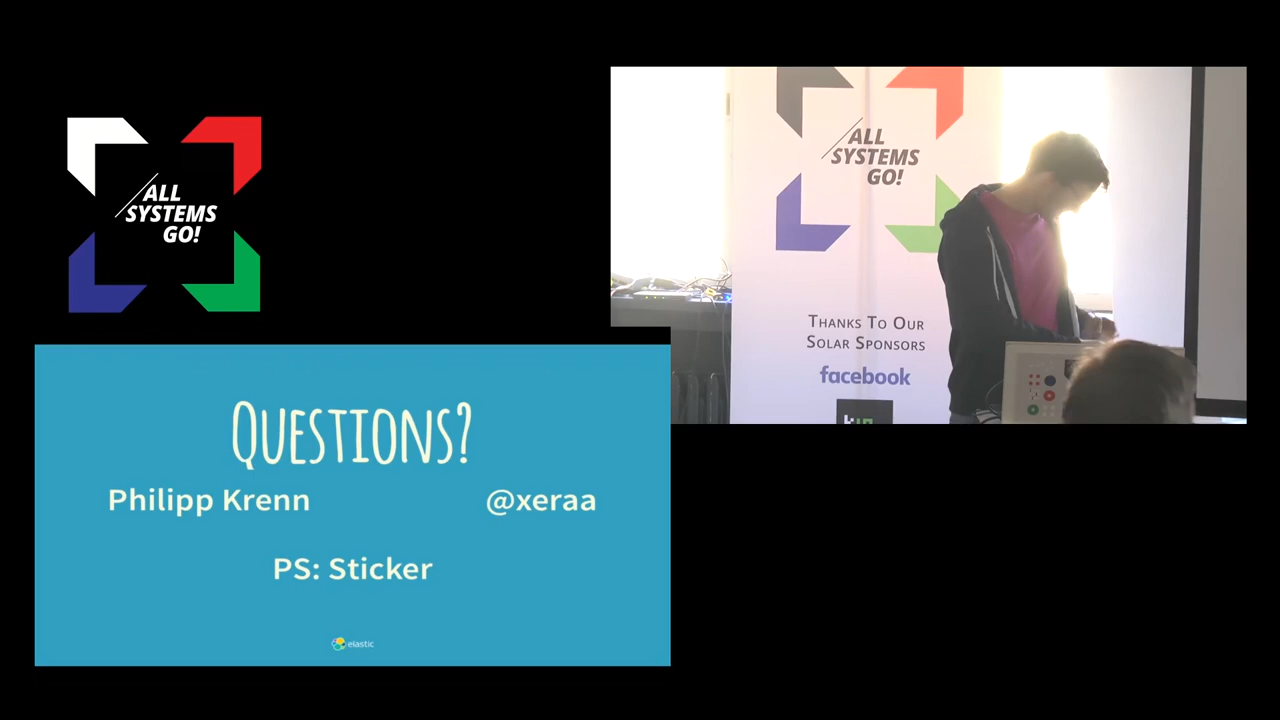 ALL
SYSTEMS
GO!
ALL
SYSTEMS
GO!
THANKS TO OUR
SOLAR SPONSORS
facebook
QUESTIONS?
Philipp Krenn @xeraa
PS: Sticker
elastic